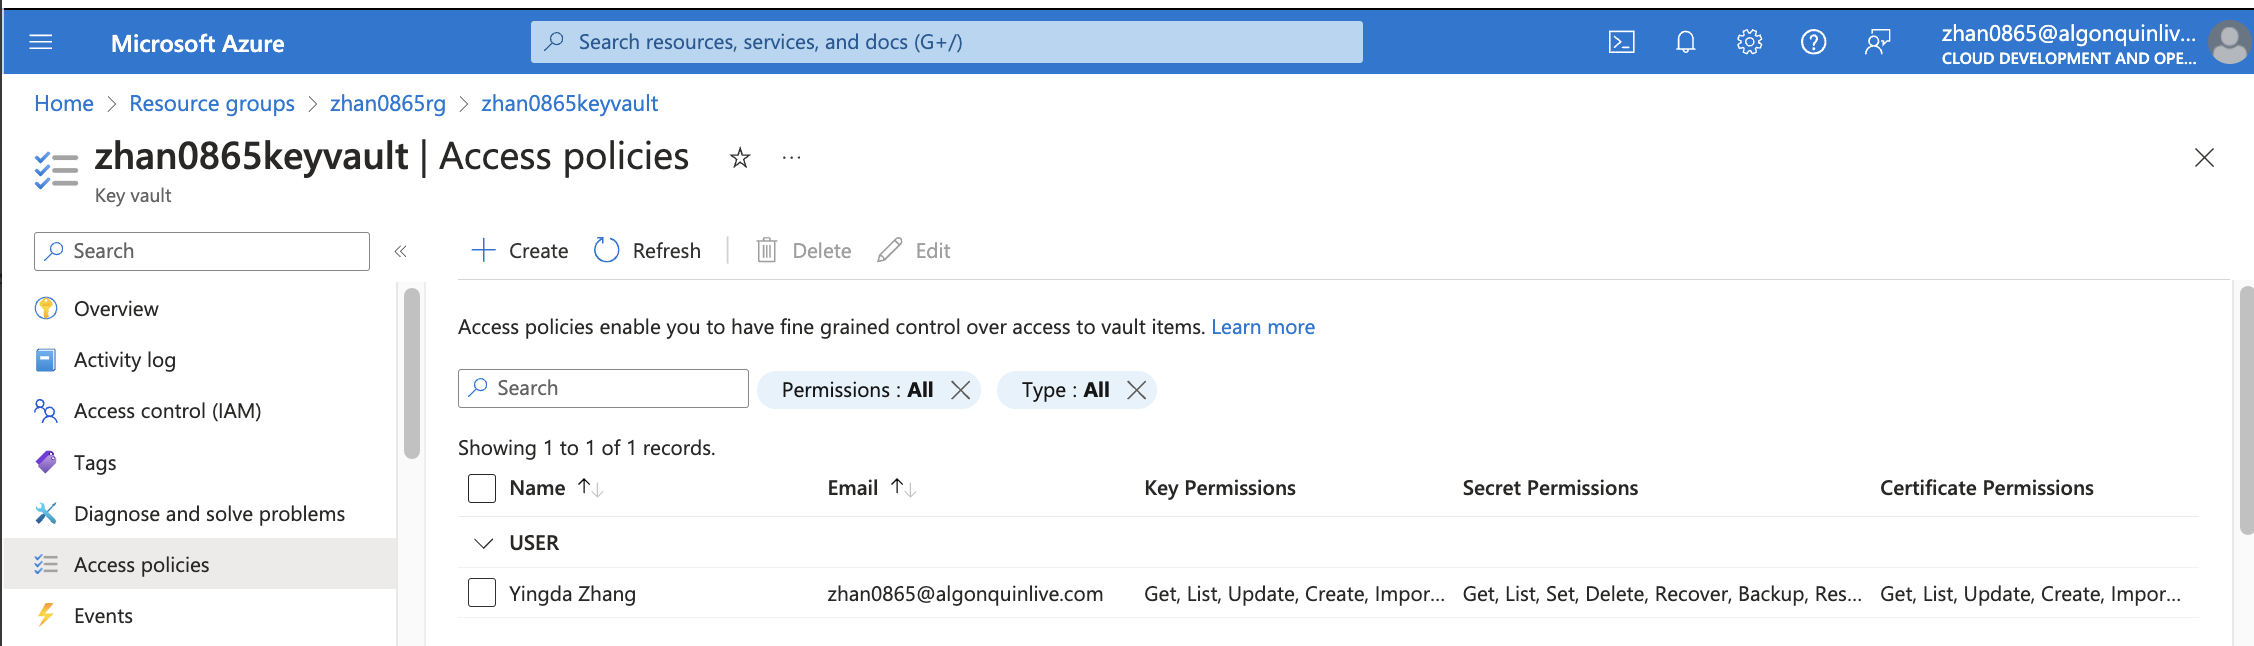 Microsoft Azure
Search resources, services, and docs (G+/)
zhan0865@algonquinliv...
CLOUD DEVELOPMENT AND OPE...
Home > Resource groups > zhan0865rg > zhan0865keyvault
zhan0865keyvault | Access policies
Key vault
Search
Overview
Activity log
Access control (IAM)
Tags
Diagnose and solve problems
Access policies
Events
Create Refresh Delete Edit
Access policies enable you to have fine grained control over access to vault items. Learn more
Search
Permissions : All
Type : All
Showing 1 to 1 of 1 records.
Name Email Key Permissions Secret Permissions Certificate Permissions
USER
Yingda Zhang zhan0865@algonquinlive.com Get, List, Update, Create, Impor... Get, List, Set, Delete, Recover, Backup, Res... Get, List, Update, Create, Impor...